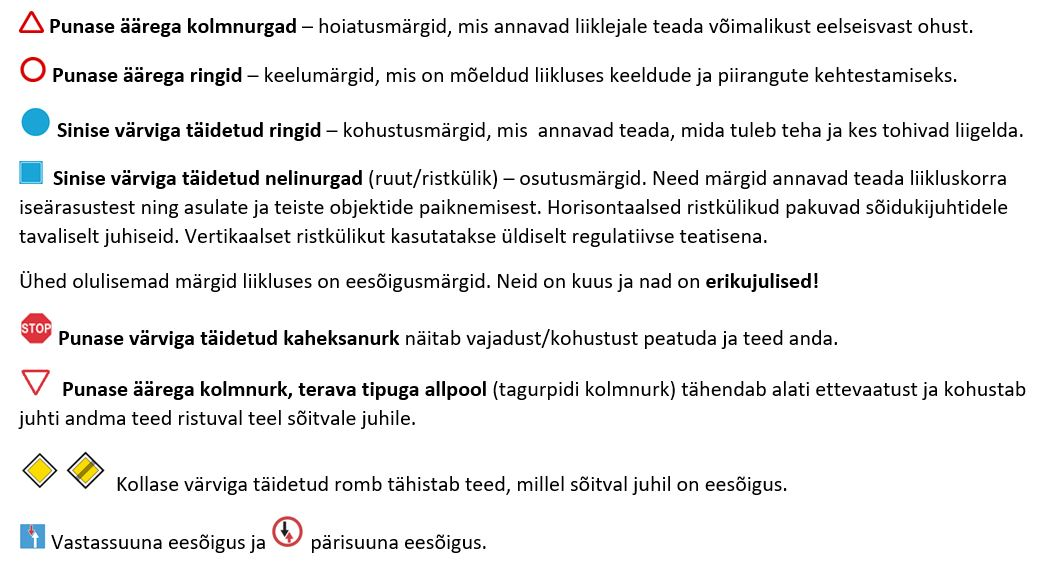 Punase äärega kolmnurgad – hoiatusmärgid, mis annavad liiklejale teada võimalikust eelseisvast ohust.
Punase äärega ringid – keelumärgid, mis on mõeldud liikluses keeldude ja piirangute kehtestamiseks.
Sinise värviga täidetud ringid – kohustusmärgid, mis annavad teada, mida tuleb teha ja kes tohivad liigelda.
Sinise värviga täidetud nelinurgad (ruut/ristkülik) – osutusmärgid. Need märgid annavad teada liikluskorra
iseärasustest ning asulate ja teiste objektide paiknemisest. Horisontaalsed ristkülikud pakuvad sõidukijuhtidele
tavaliselt juhiseid. Vertikaalset ristkülikut kasutatakse üldiselt regulatiivse teatisena.
Ühed olulisemad märgid liikluses on eesõigusmärgid. Neid on kuus ja nad on erikujulised!
STOP Punase värviga täidetud kaheksanurk näitab vajadust/kohustust peatuda ja teed anda.
Punase äärega kolmnurk, terava tipuga allpool (tagurpidi kolmnurk) tähendab alati ettevaatust ja kohustab
juhti andma teed ristuval teel sõitvale juhile.
Kollase värviga täidetud romb tähistab teed, millel sõitval juhil on eesõigus.
Vastassuuna eesõigus ja pärisuuna eesõigus.